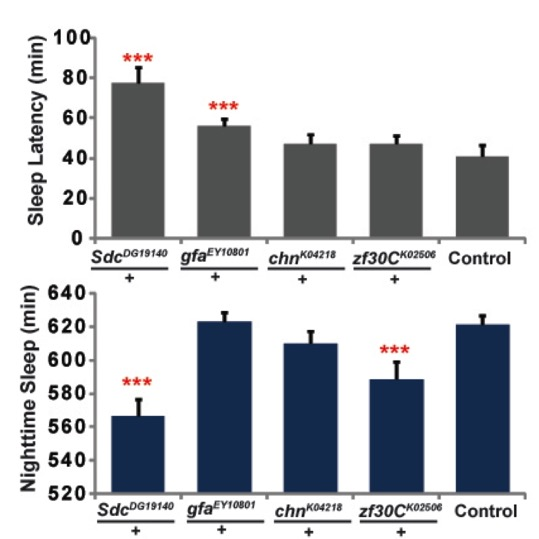 Sleep Latency (min)
100
80
60
40
20
0
***
***
Sdc^DG19140 gfa^EY10801 chn^K04218 zf30C^K02506 Control
+ + + +
Nighttime Sleep (min)
640
620
600
580
560
540
520
***
***
Sdc^DG19140 gfa^EY10801 chn^K04218 zf30C^K02506 Control
+ + + +